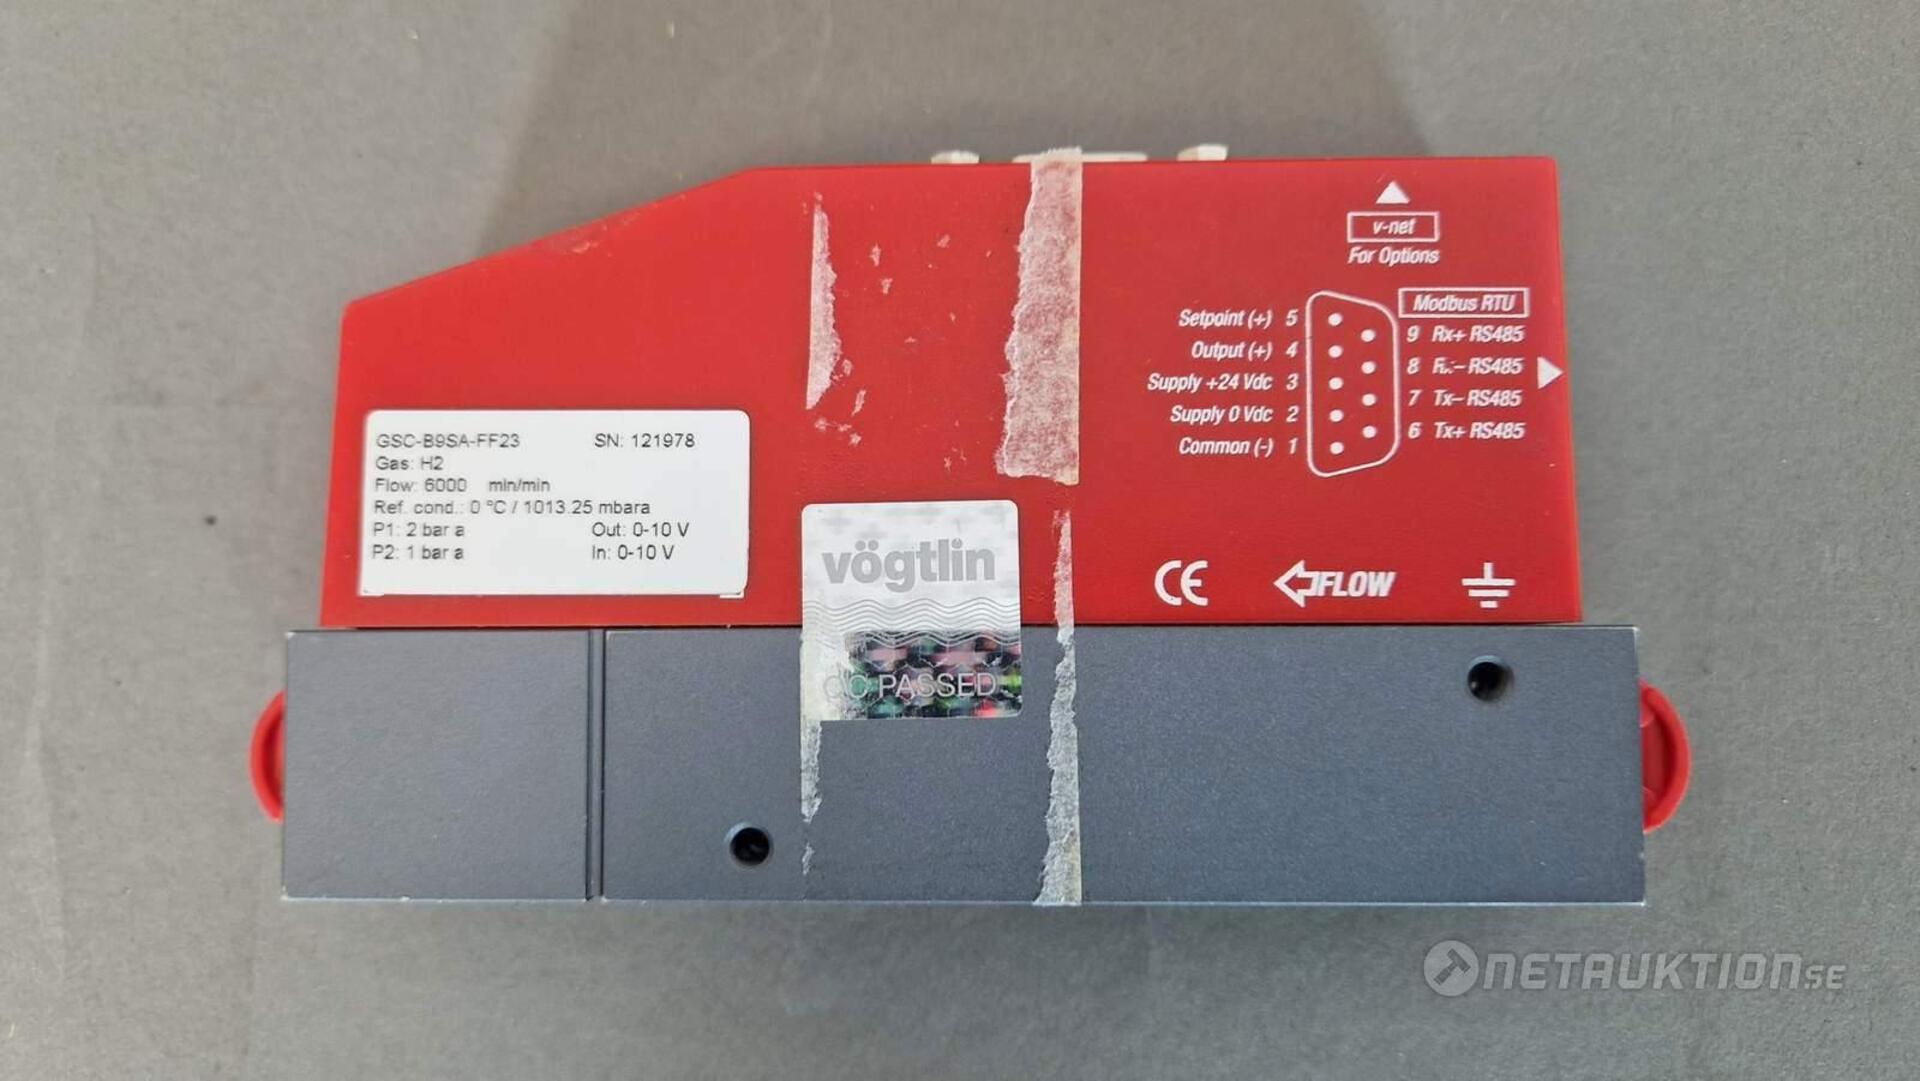 v-net
For Options
Modbus RTU
Setpoint (+) 5
Output (+) 4
Supply +24 Vdc 3
Supply 0 Vdc 2
Common (-) 1
9 Rx+ RS485
8 Rx- RS485
7 Tx- RS485
6 Tx+ RS485
GSC-B9SA-FF23 SN: 121978
Gas: H2
Flow: 6000 mln/min
Ref. cond.: 0 °C / 1013.25 mbara
P1: 2 bar a Out: 0-10 V
P2: 1 bar a In: 0-10 V
vögtlin
QC PASSED
CE
FLOW
NETAUKTION.SE